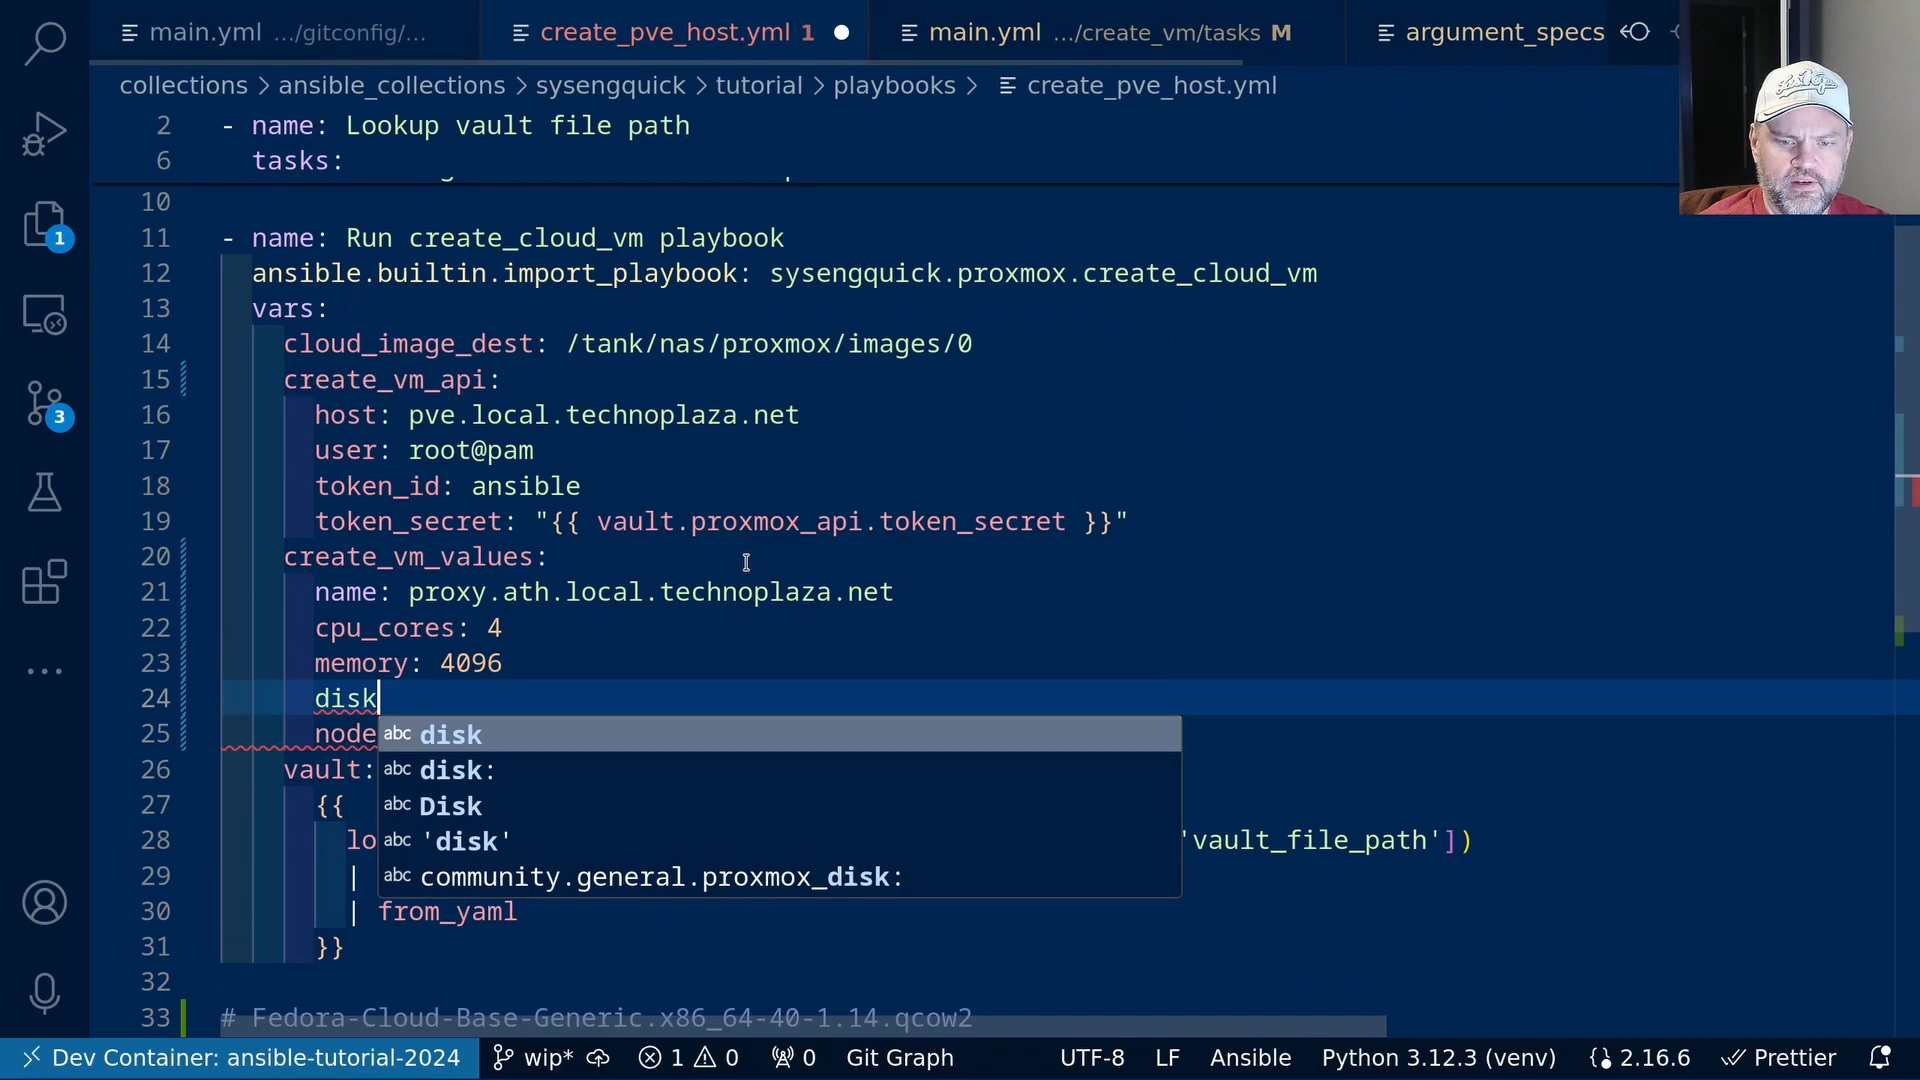 main.yml .../gitconfig/...
create_pve_host.yml 1
main.yml .../create_vm/tasks M
argument_specs
collections > ansible_collections > sysengquick > tutorial > playbooks > create_pve_host.yml
2 - name: Lookup vault file path
6 tasks:
10
11 - name: Run create_cloud_vm playbook
12 ansible.builtin.import_playbook: sysengquick.proxmox.create_cloud_vm
13 vars:
14 cloud_image_dest: /tank/nas/proxmox/images/0
15 create_vm_api:
16 host: pve.local.technoplaza.net
17 user: root@pam
18 token_id: ansible
19 token_secret: "{{ vault.proxmox_api.token_secret }}"
20 create_vm_values:
21 name: proxy.ath.local.technoplaza.net
22 cpu_cores: 4
23 memory: 4096
24 disk
25 node
abc disk
26 vault:
abc disk:
27 {{
abc Disk
28 lo
abc 'disk'
'vault_file_path'])
29 |
abc community.general.proxmox_disk:
30 | from_yaml
31 }}
32
33 # Fedora-Cloud-Base-Generic.x86_64-40-1.14.qcow2
1
3
Dev Container: ansible-tutorial-2024 wip* 1 0 0 Git Graph UTF-8 LF Ansible Python 3.12.3 (venv) 2.16.6 Prettier